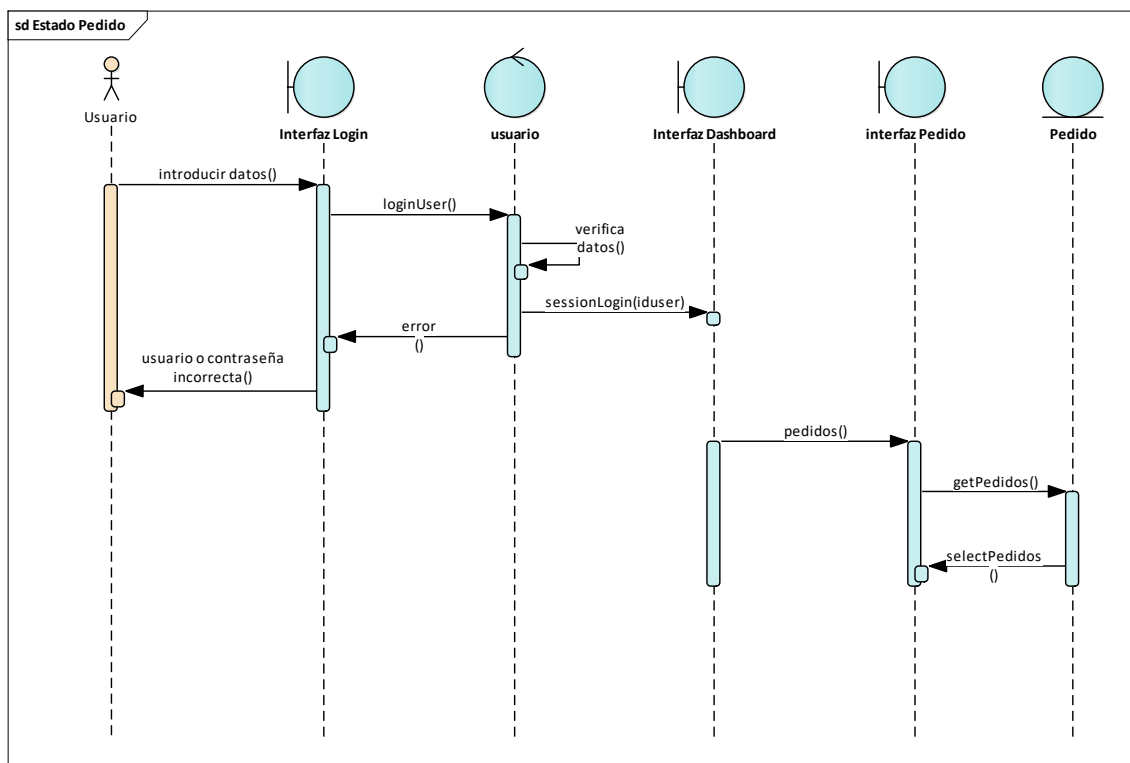 sd Estado Pedido
Usuario
Interfaz Login
usuario
Interfaz Dashboard
interfaz Pedido
Pedido
introducir datos()
loginUser()
verifica
datos()
sessionLogin(iduser)
error
()
usuario o contraseña
incorrecta()
pedidos()
getPedidos()
selectPedidos
()